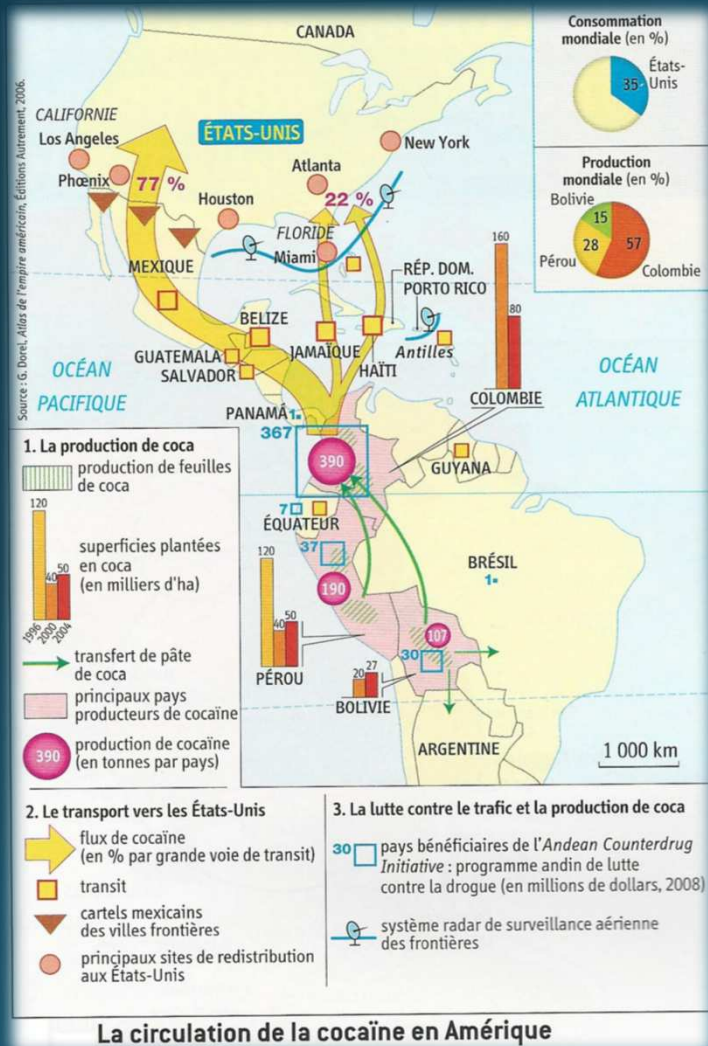 CANADA
CALIFORNIE
Los Angeles
ÉTATS-UNIS
New York
Phœnix
77 %
Atlanta
22 %
Houston
FLORIDE
Miami
MEXIQUE
RÉP. DOM.
PORTO RICO
BELIZE
GUATEMALA
SALVADOR
JAMAÏQUE
HAÏTI
Antilles
OCÉAN
PACIFIQUE
OCÉAN
ATLANTIQUE
PANAMÁ 1
160
80
COLOMBIE
367
390
GUYANA
7
ÉQUATEUR
37
190
BRÉSIL
1
120
40
50
PÉROU
107
30
20
27
BOLIVIE
ARGENTINE
1 000 km
Source : G. Dorel, Atlas de l'empire américain, Éditions Autrement, 2006.
Consommation
mondiale (en %)
35
États-
Unis
Production
mondiale (en %)
Bolivie
15
28
57
Pérou
Colombie
1. La production de coca
production de feuilles
de coca
120
40
50
1996
2000
2004
superficies plantées
en coca
(en milliers d'ha)
transfert de pâte
de coca
principaux pays
producteurs de cocaïne
390
production de cocaïne
(en tonnes par pays)
2. Le transport vers les États-Unis
flux de cocaïne
(en % par grande voie de transit)
transit
cartels mexicains
des villes frontières
principaux sites de redistribution
aux États-Unis
3. La lutte contre le trafic et la production de coca
30
pays bénéficiaires de l'Andean Counterdrug
Initiative : programme andin de lutte
contre la drogue (en millions de dollars, 2008)
système radar de surveillance aérienne
des frontières
La circulation de la cocaïne en Amérique